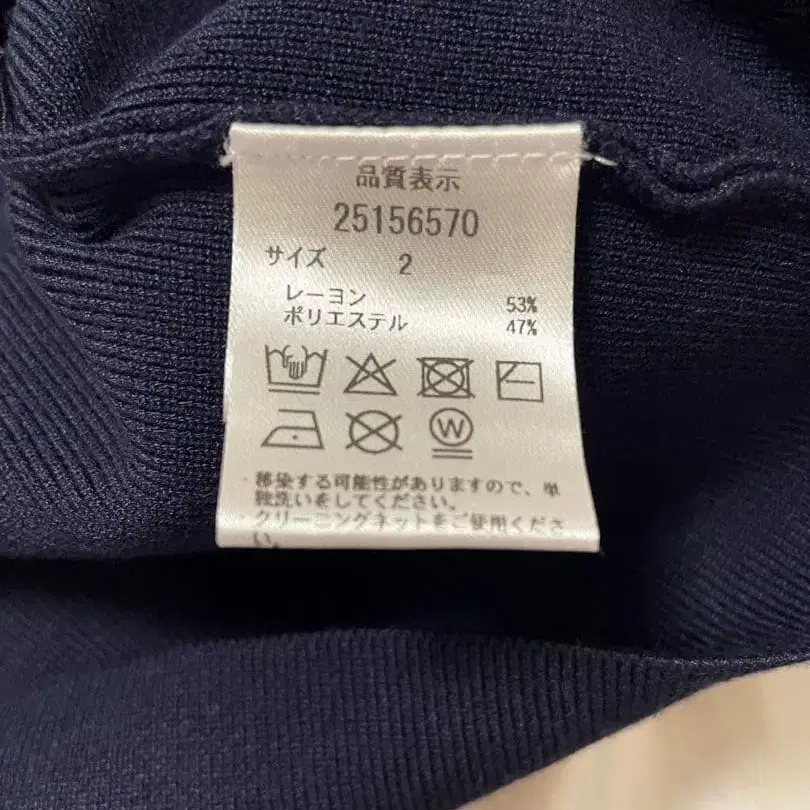 品質表示
25156570
サイズ 2
レーヨン 53%
ポリエステル 47%
W
・移染する可能性がありますので、単
独洗いをしてください。
・クリーニングネットをご使用くださ
い。